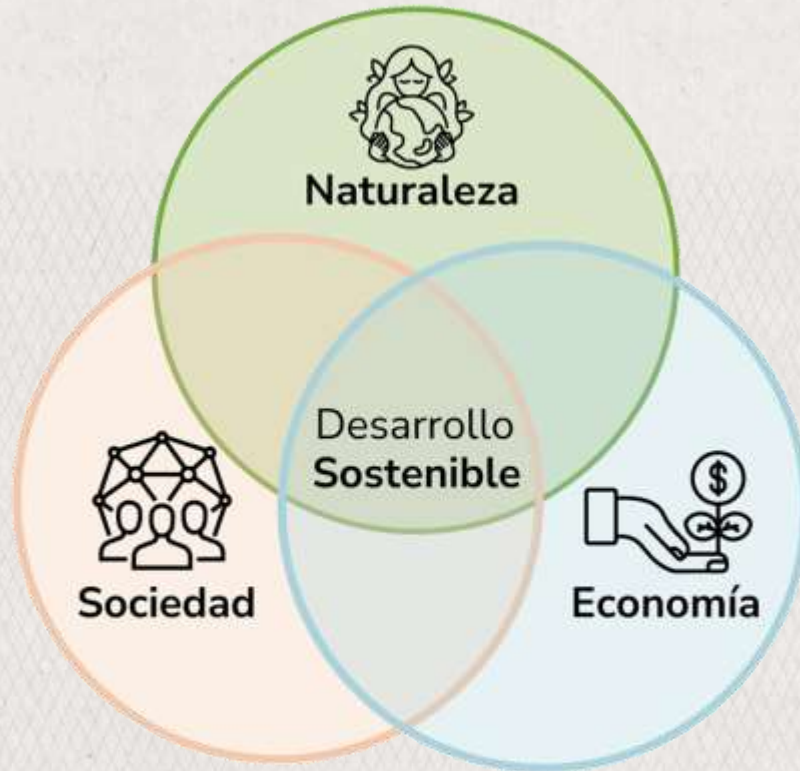 Naturaleza
Desarrollo
Sostenible
Sociedad
$
Economía